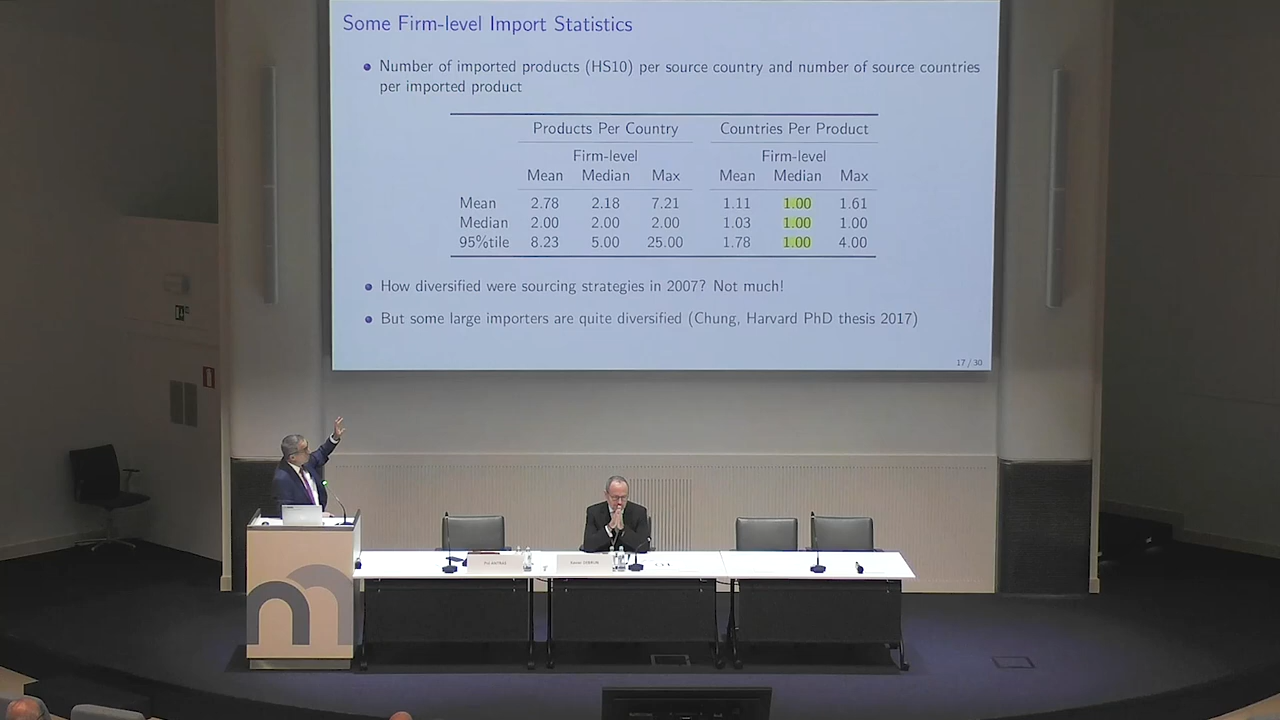 Some Firm-level Import Statistics
Number of imported products (HS10) per source country and number of source countries
per imported product
Products Per Country Countries Per Product
Firm-level Firm-level
Mean Median Max Mean Median Max
Mean 2.78 2.18 7.21 1.11 1.00 1.61
Median 2.00 2.00 2.00 1.03 1.00 1.00
95%tile 8.23 5.00 25.00 1.78 1.00 4.00
How diversified were sourcing strategies in 2007? Not much!
But some large importers are quite diversified (Chung, Harvard PhD thesis 2017)
17 / 30